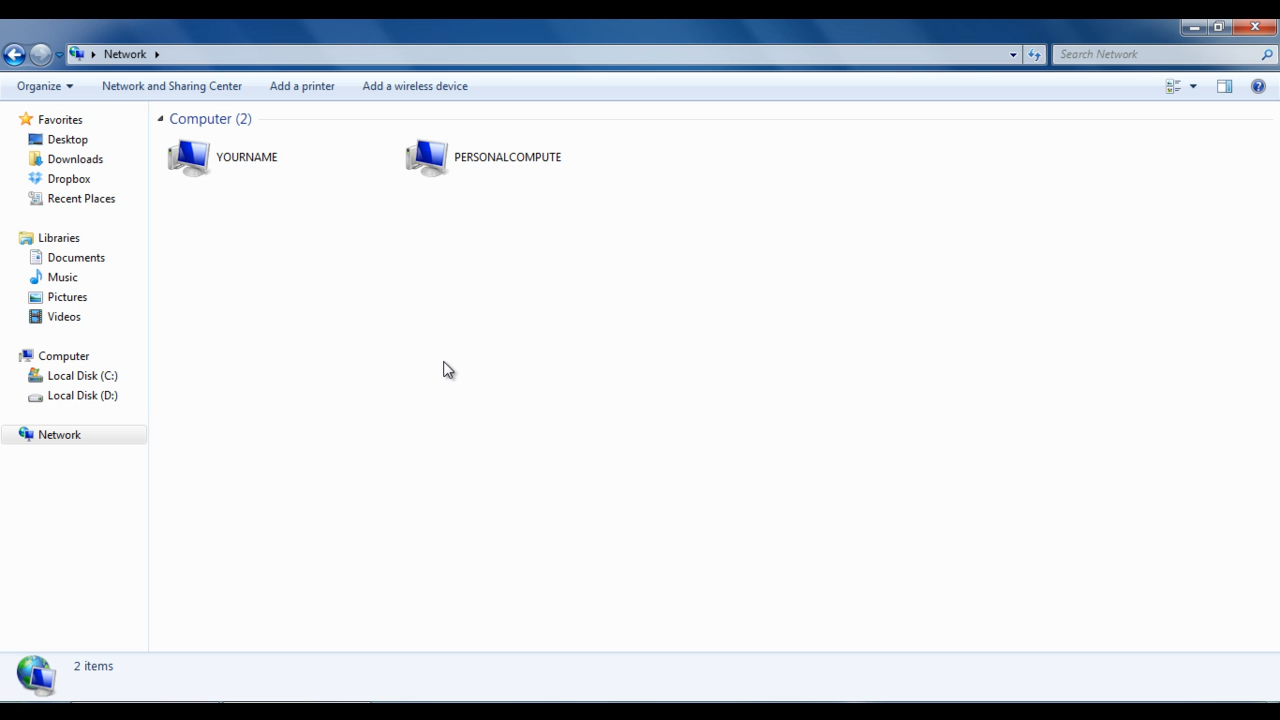 Network
Search Network
Organize
Network and Sharing Center
Add a printer
Add a wireless device
Favorites
Desktop
Downloads
Dropbox
Recent Places
Libraries
Documents
Music
Pictures
Videos
Computer
Local Disk (C:)
Local Disk (D:)
Network
Computer (2)
YOURNAME
PERSONALCOMPUTE
2 items